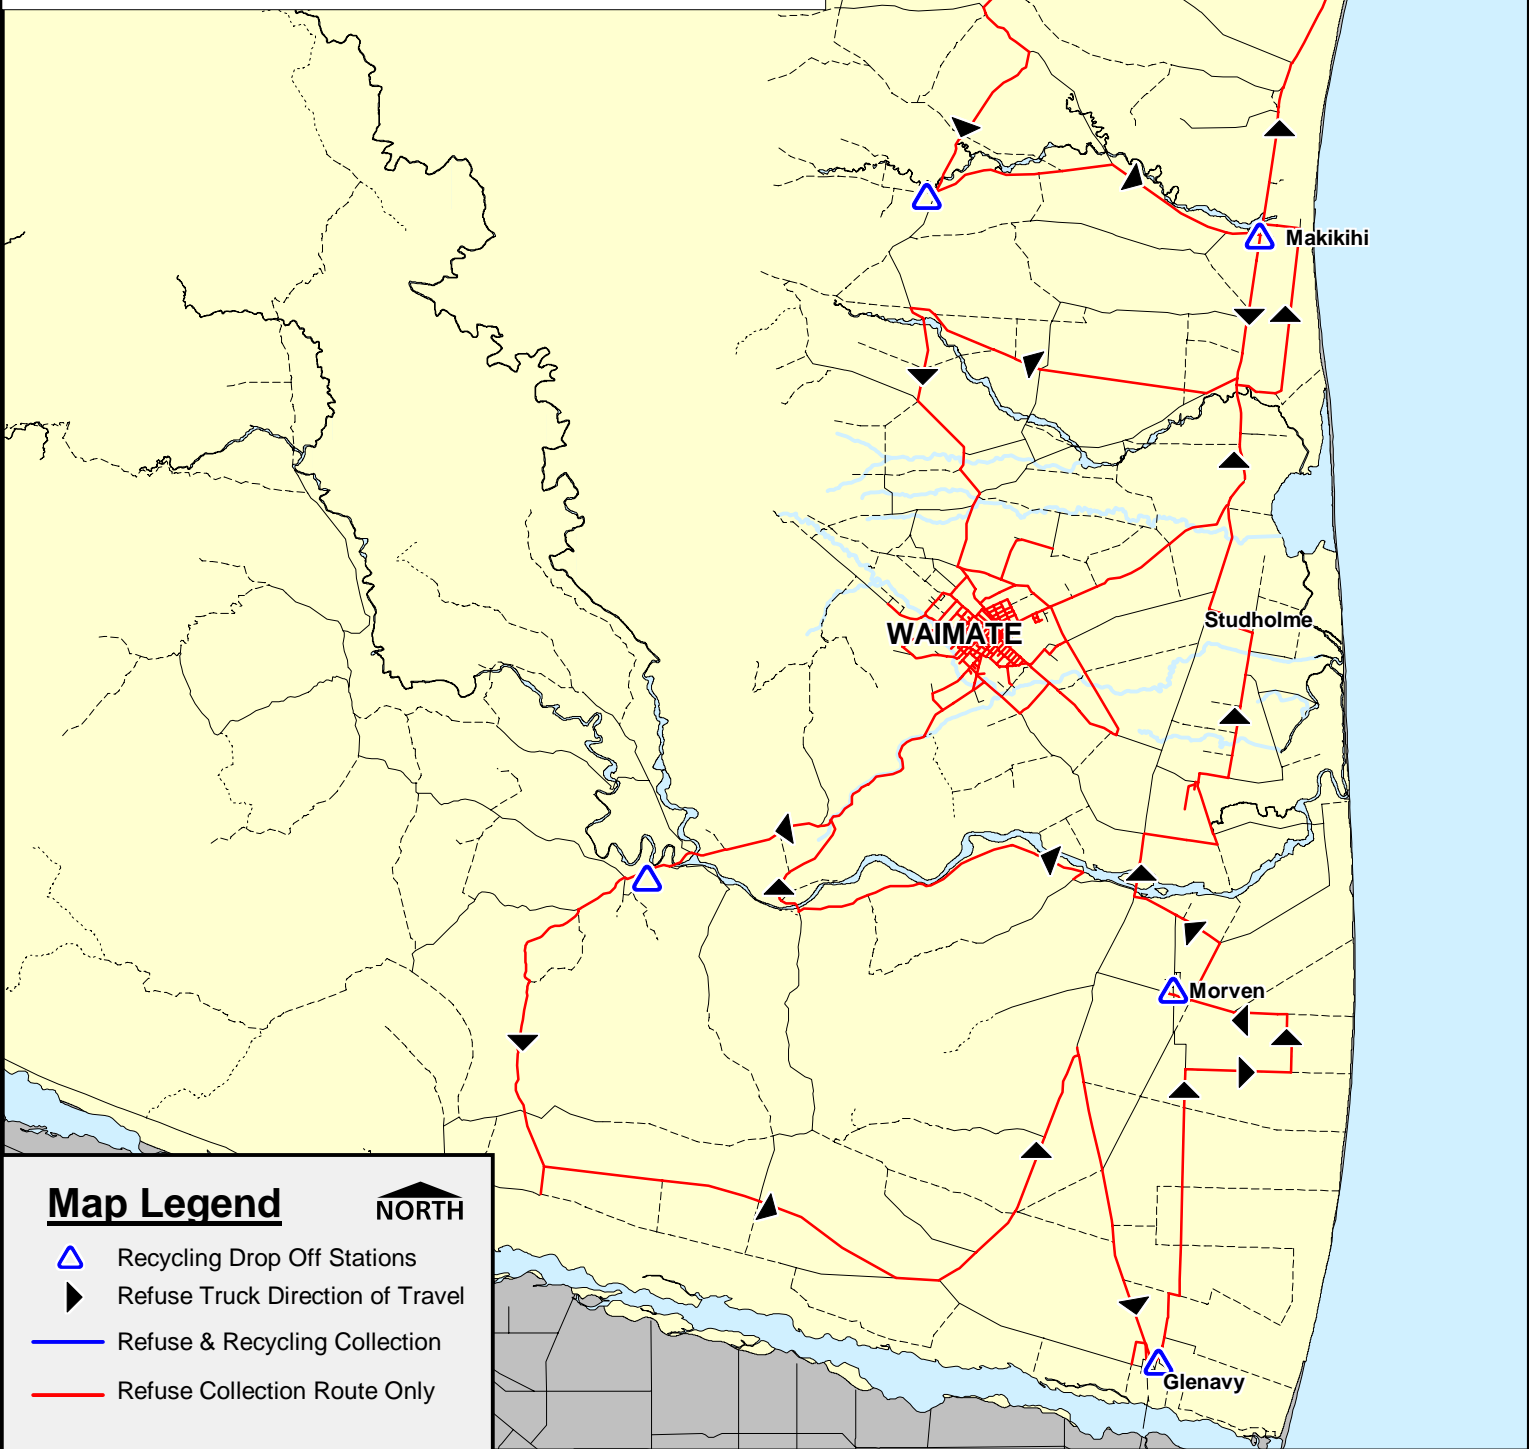 Makikihi
WAIMATE
Studholme
Morven
Glenavy
Map Legend
NORTH
Recycling Drop Off Stations
Refuse Truck Direction of Travel
Refuse & Recycling Collection
Refuse Collection Route Only